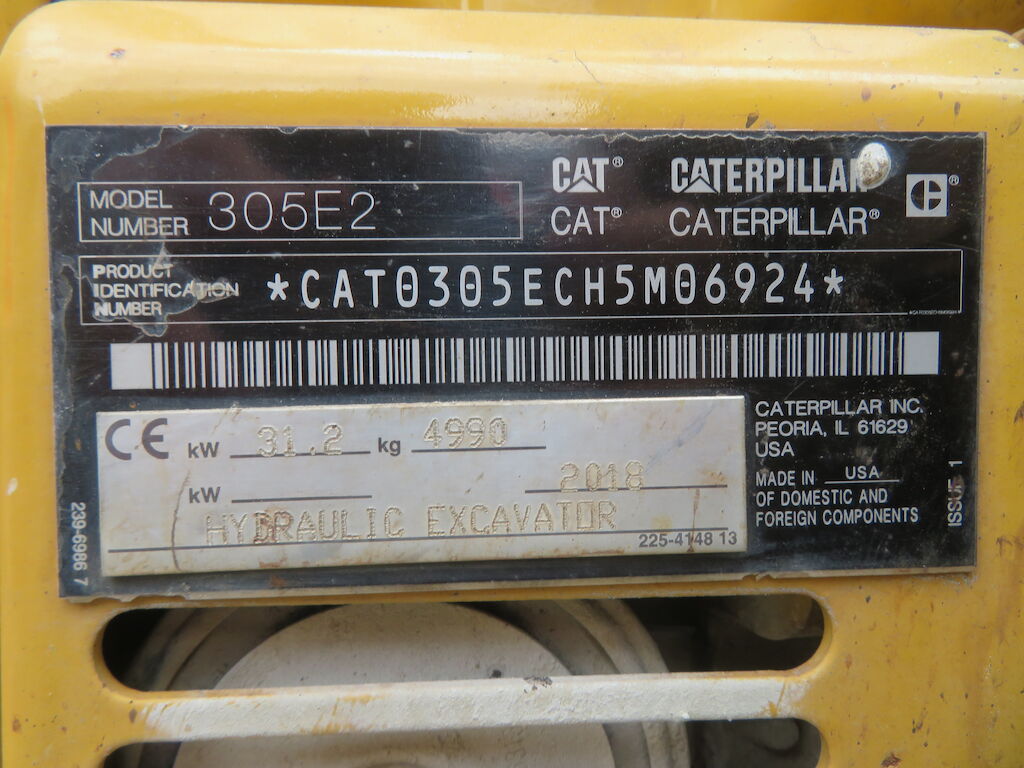 CAT® CATERPILLAR ®
MODEL NUMBER 305E2
CAT® CATERPILLAR®
PRODUCT IDENTIFICATION NUMBER
*CAT0305ECH5M06924*
CE kW 31.2 kg 4990
kW 2018
HYDRAULIC EXCAVATOR
225-4148 13
CATERPILLAR INC.
PEORIA, IL 61629
USA
MADE IN USA
OF DOMESTIC AND
FOREIGN COMPONENTS
ISSUE 1
239-6986 7